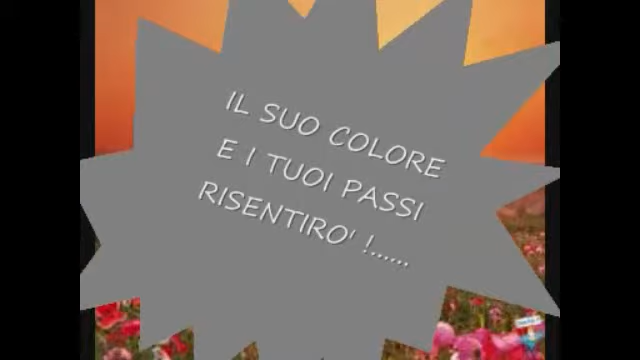 IL SUO COLORE
E I TUOI PASSI
RISENTIRO' !......